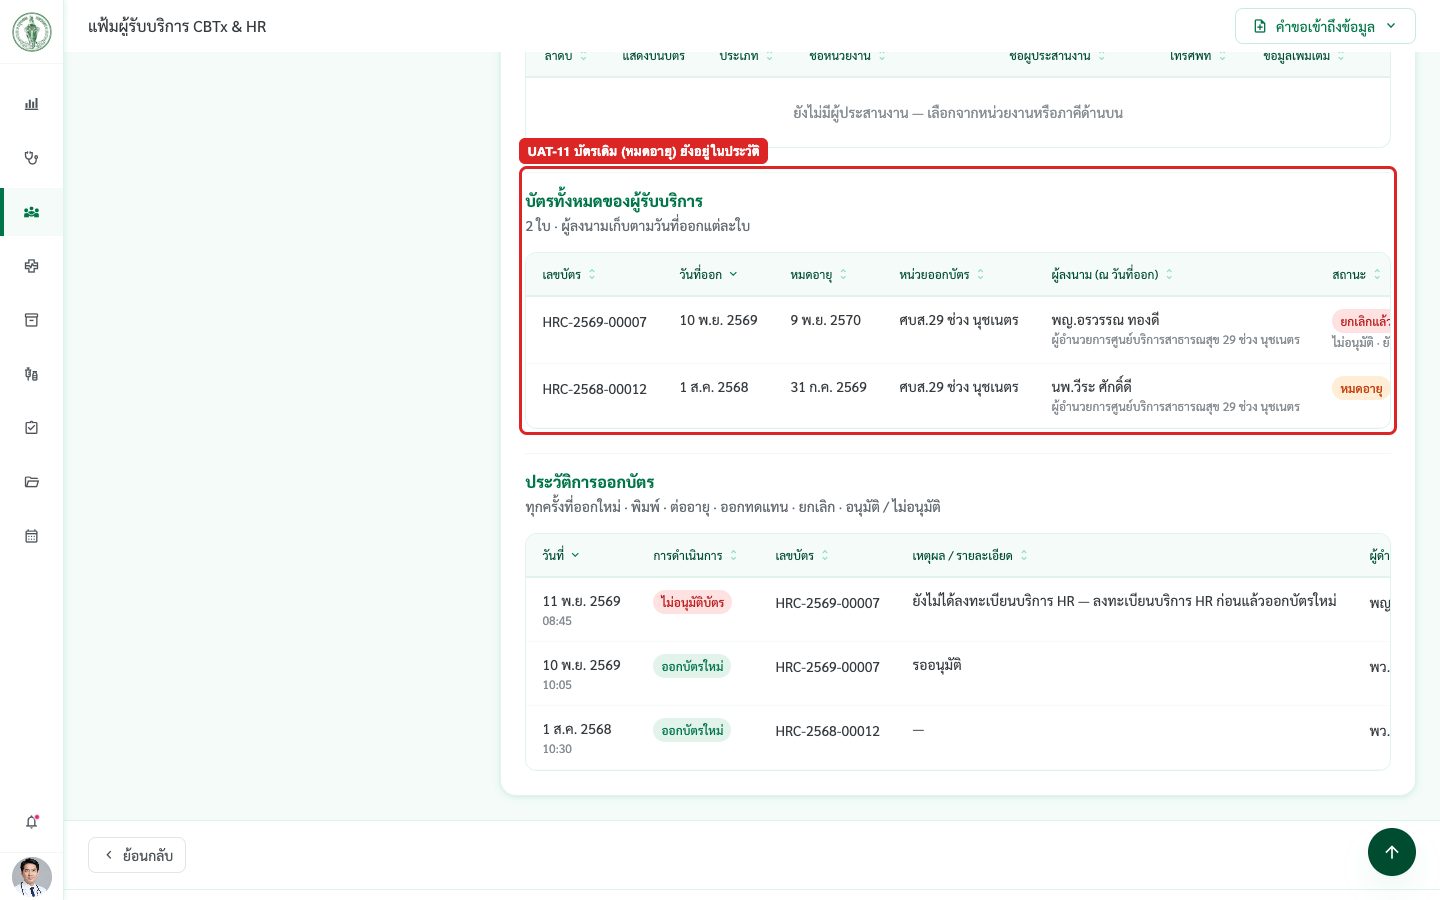 แฟ้มผู้รับบริการ CBTx & HR
คำขอเข้าถึงข้อมูล
ลำดับ แสดงบนบัตร ประเภท ชื่อหน่วยงาน ชื่อผู้ประสานงาน โทรศัพท์ ข้อมูลเพิ่มเติม
ยังไม่มีผู้ประสานงาน — เลือกจากหน่วยงานหรือภาคีด้านบน
UAT-11 บัตรเดิม (หมดอายุ) ยังอยู่ในประวัติ
บัตรทั้งหมดของผู้รับบริการ
2 ใบ · ผู้ลงนามเก็บตามวันที่ออกแต่ละใบ
เลขบัตร วันที่ออก หมดอายุ หน่วยออกบัตร ผู้ลงนาม (ณ วันที่ออก) สถานะ
HRC-2569-00007 10 พ.ย. 2569 9 พ.ย. 2570 ศบส.29 ช่วง นุชเนตร พญ.อรวรรณ ทองดี ยกเลิกแล้ว
ผู้อำนวยการศูนย์บริการสาธารณสุข 29 ช่วง นุชเนตร ไม่อนุมัติ · ยั
HRC-2568-00012 1 ส.ค. 2568 31 ก.ค. 2569 ศบส.29 ช่วง นุชเนตร นพ.วีระ ศักดิ์ดี หมดอายุ
ผู้อำนวยการศูนย์บริการสาธารณสุข 29 ช่วง นุชเนตร
ประวัติการออกบัตร
ทุกครั้งที่ออกใหม่ · พิมพ์ · ต่ออายุ · ออกทดแทน · ยกเลิก · อนุมัติ / ไม่อนุมัติ
วันที่ การดำเนินการ เลขบัตร เหตุผล / รายละเอียด ผู้ดำ
11 พ.ย. 2569 ไม่อนุมัติบัตร HRC-2569-00007 ยังไม่ได้ลงทะเบียนบริการ HR — ลงทะเบียนบริการ HR ก่อนแล้วออกบัตรใหม่ พญ
08:45
10 พ.ย. 2569 ออกบัตรใหม่ HRC-2569-00007 รออนุมัติ พว.
10:05
1 ส.ค. 2568 ออกบัตรใหม่ HRC-2568-00012 — พว.
10:30
ย้อนกลับ